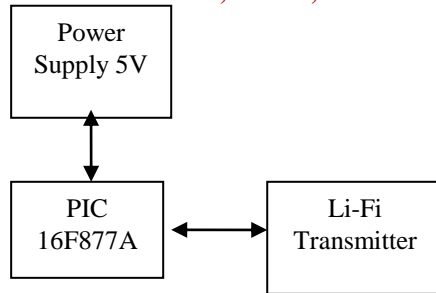 Power
Supply 5V
PIC
16F877A
Li-Fi
Transmitter